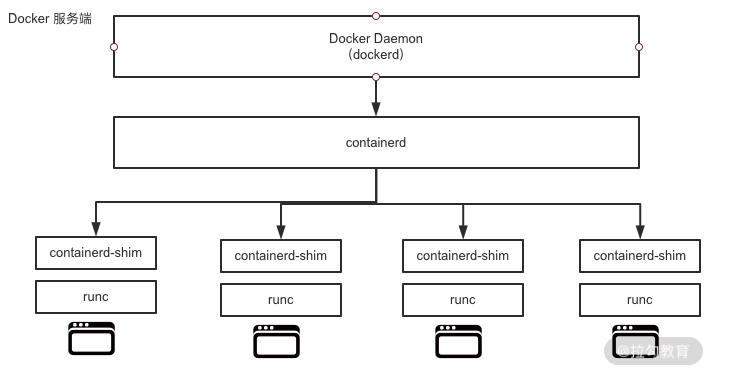 Docker 服务端
Docker Daemon
（dockerd）
containerd
containerd-shim
containerd-shim
containerd-shim
containerd-shim
runc
runc
runc
runc
@拉勾教育